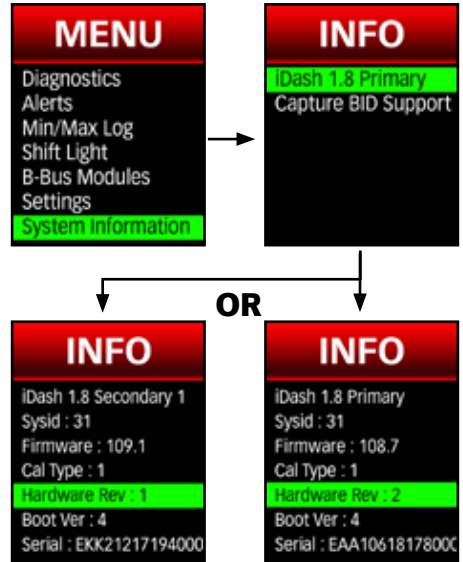 MENU
Diagnostics
Alerts
Min/Max Log
Shift Light
B-Bus Modules
Settings
System Information
INFO
iDash 1.8 Primary
Capture BID Support
OR
INFO
iDash 1.8 Secondary 1
Sysid : 31
Firmware : 109.1
Cal Type : 1
Hardware Rev : 1
Boot Ver : 4
Serial : EKK21217194000
INFO
iDash 1.8 Primary
Sysid : 31
Firmware : 108.7
Cal Type : 1
Hardware Rev : 2
Boot Ver : 4
Serial : EAA1061817800